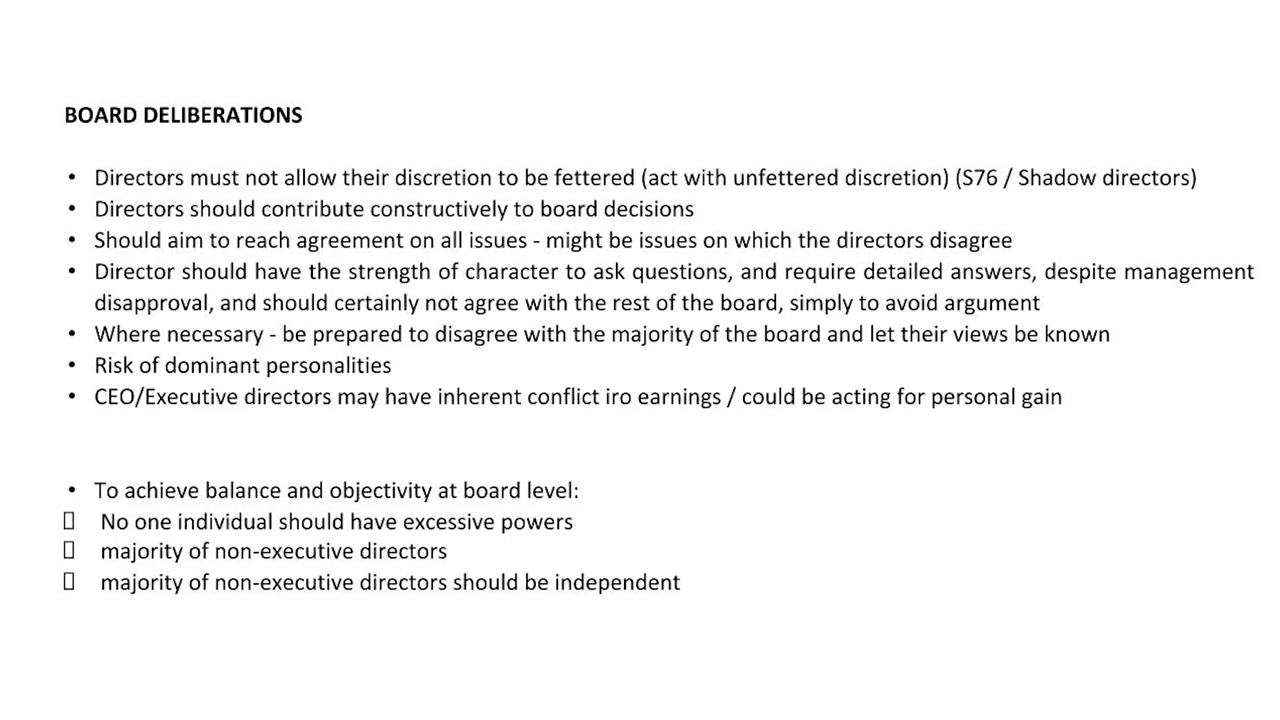 BOARD DELIBERATIONS
• Directors must not allow their discretion to be fettered (act with unfettered discretion) (S76 / Shadow directors)
• Directors should contribute constructively to board decisions
• Should aim to reach agreement on all issues - might be issues on which the directors disagree
• Director should have the strength of character to ask questions, and require detailed answers, despite management
disapproval, and should certainly not agree with the rest of the board, simply to avoid argument
• Where necessary - be prepared to disagree with the majority of the board and let their views be known
• Risk of dominant personalities
• CEO/Executive directors may have inherent conflict iro earnings / could be acting for personal gain
• To achieve balance and objectivity at board level:
▯ No one individual should have excessive powers
▯ majority of non-executive directors
▯ majority of non-executive directors should be independent